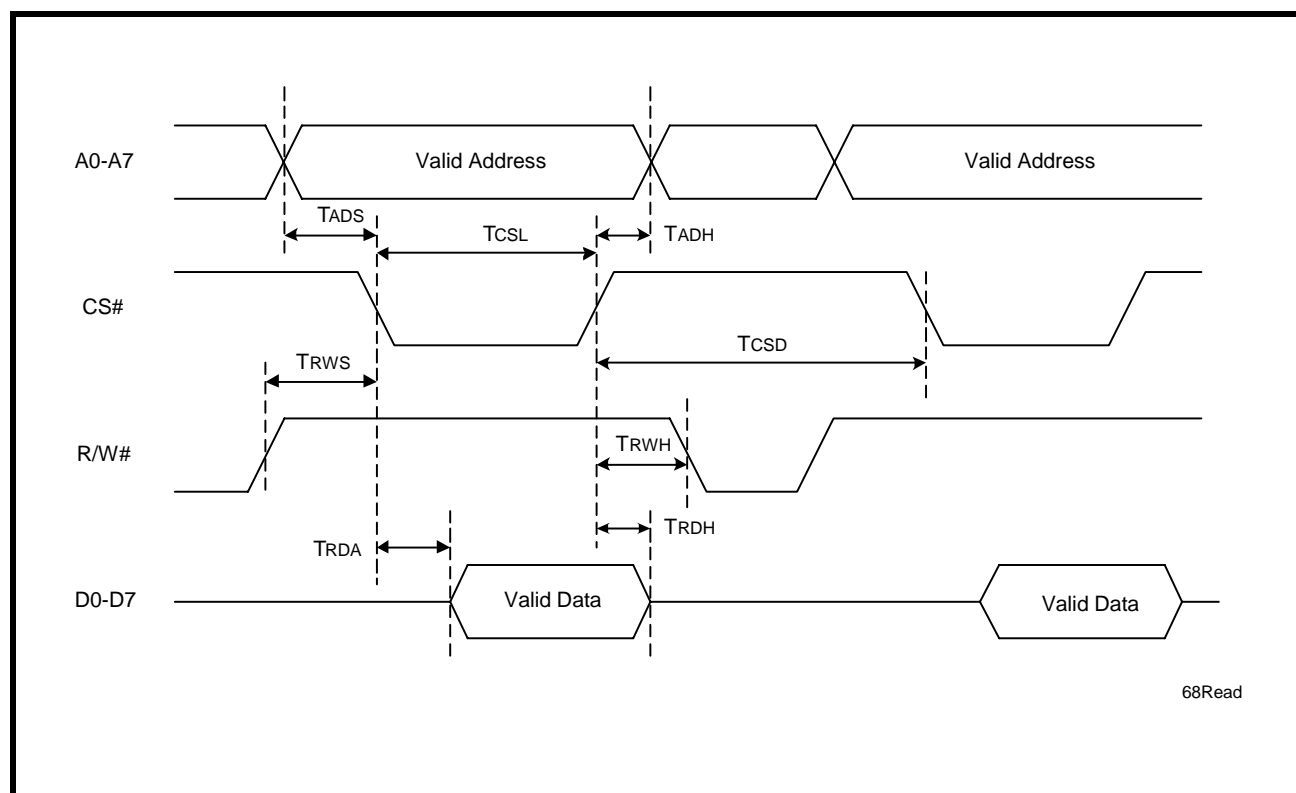 A0-A7
Valid Address
Valid Address
TADS
TCSL
TADH
CS#
TCSD
TRWS
R/W#
TRWH
TRDH
TRDA
D0-D7
Valid Data
Valid Data
68Read